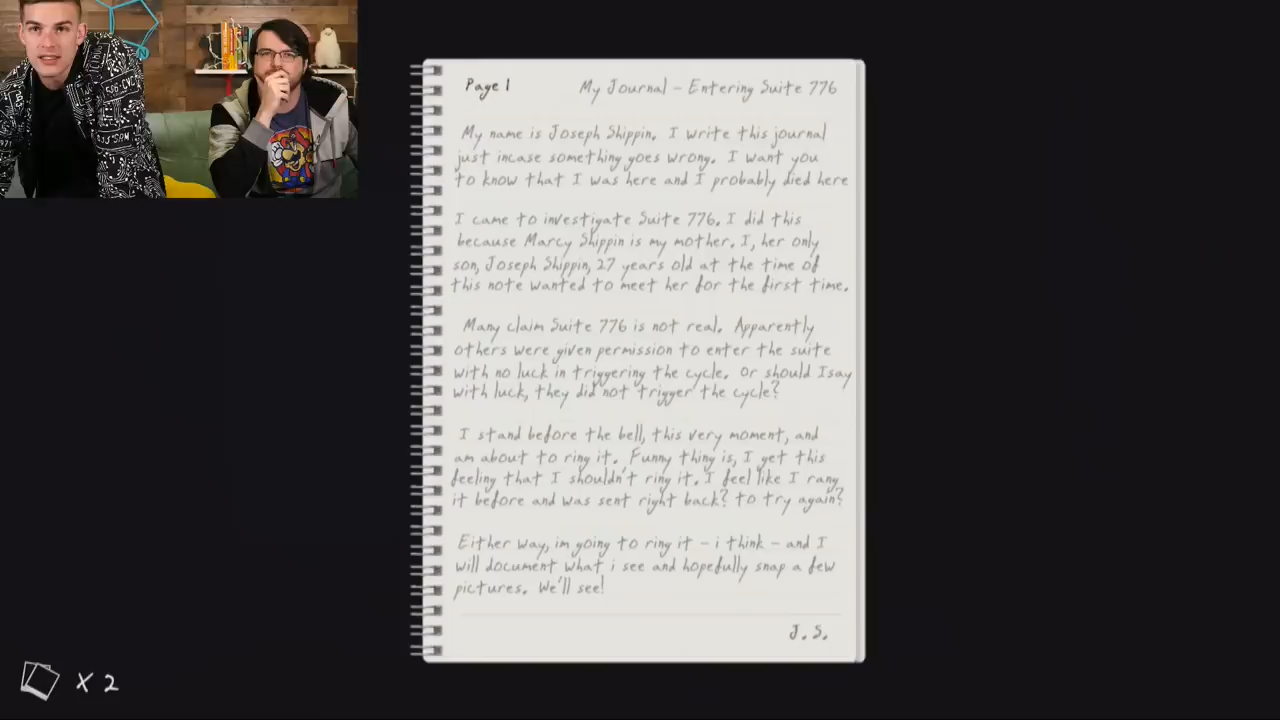 Page 1
My Journal - Entering Suite 776
My name is Joseph Shippin. I write this journal
just incase something goes wrong. I want you
to know that I was here and I probably died here
I came to investigate Suite 776. I did this
because Marcy Shippin is my mother. I, her only
son, Joseph Shippin, 27 years old at the time of
this note wanted to meet her for the first time.
Many claim Suite 776 is not real. Apparently
others were given permission to enter the suite
with no luck in triggering the cycle. Or should I say
with luck, they did not trigger the cycle?
I stand before the bell, this very moment, and
am about to ring it. Funny thing is, I get this
feeling that I shouldn't ring it. I feel like I rang
it before and was sent right back? to try again?
Either way, im going to ring it - i think - and I
will document what i see and hopefully snap a few
pictures. We'll see!
J. S.
X 2
N